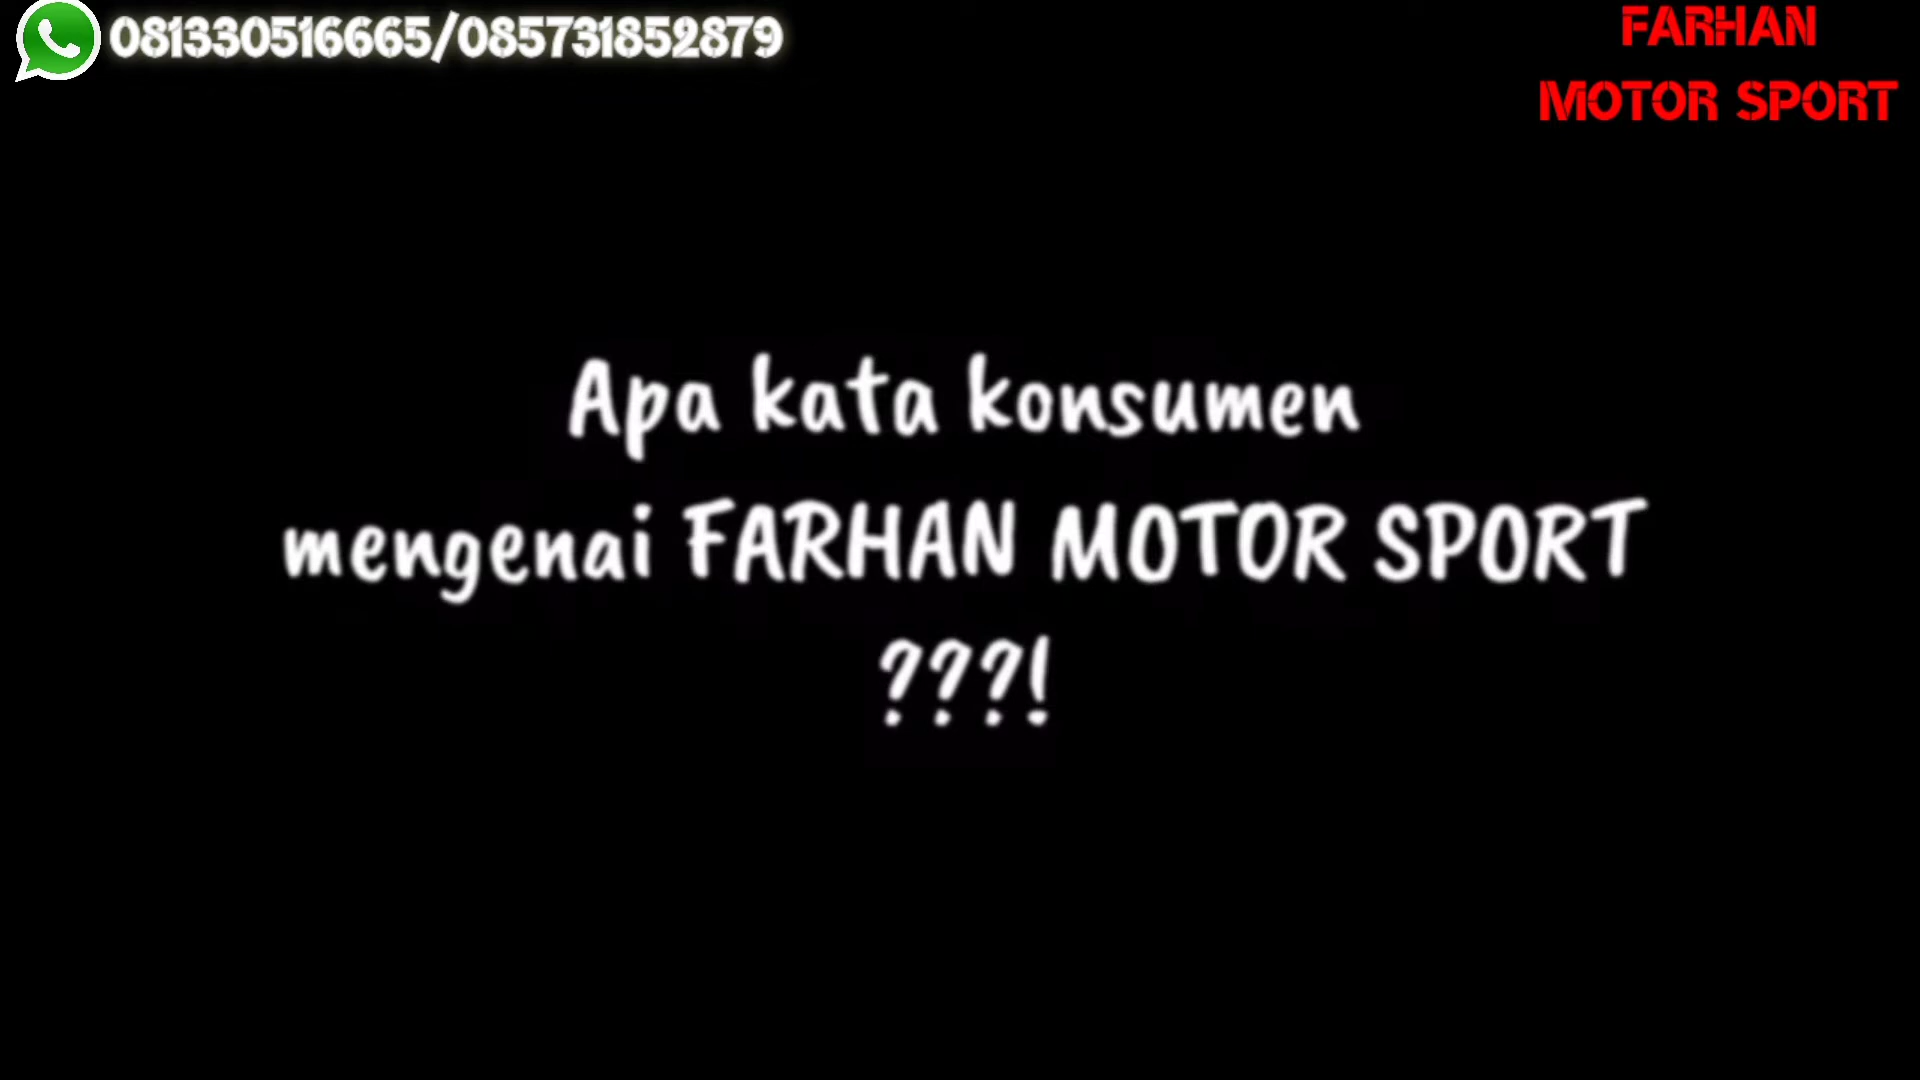 081330516665/085731852879
FARHAN
MOTOR SPORT
Apa kata konsumen
mengenai FARHAN MOTOR SPORT
???!